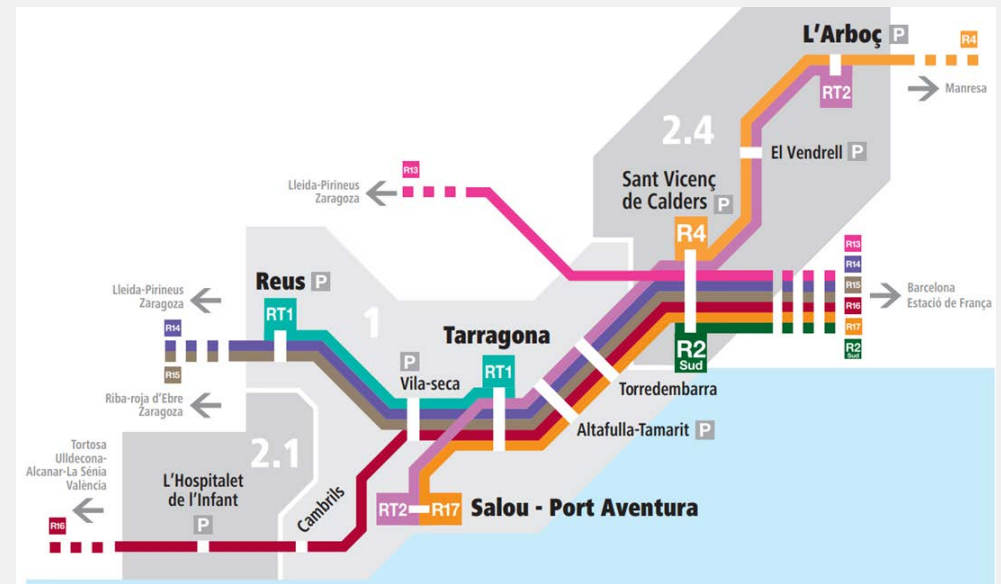 L'Arboç P
R4
RT2
Manresa
2.4
El Vendrell P
R13
Lleida-Pirineus
Zaragoza
Sant Vicenç
de Calders P
R4
R13
R14
R15
R16
R17
R2
Sud
Barcelona
Estació de França
Lleida-Pirineus
Zaragoza
Reus P
RT1
1
R14
R15
Tarragona
P
Vila-seca
RT1
R2
Sud
Torredembarra
Riba-roja d'Ebre
Zaragoza
Altafulla-Tamarit P
2.1
Tortosa
Ulldecona-
Alcanar-La Sénia
València
L'Hospitalet
de l'Infant
P
Cambrils
RT2
R17
Salou - Port Aventura
R16